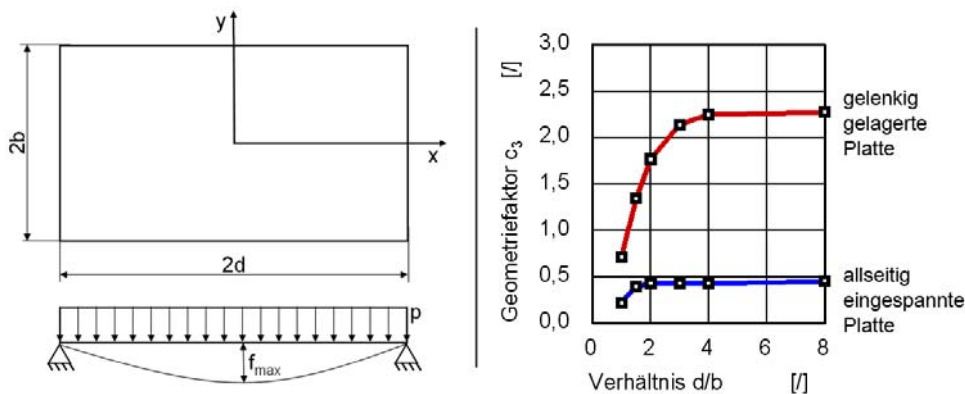 y
x
2b
2d
p
fmax
Geometriefaktor c3 [/]
3,0
2,5
2,0
1,5
1,0
0,5
0,0
0 2 4 6 8
Verhältnis d/b [/]
gelenkig
gelagerte
Platte
allseitig
eingespannte
Platte